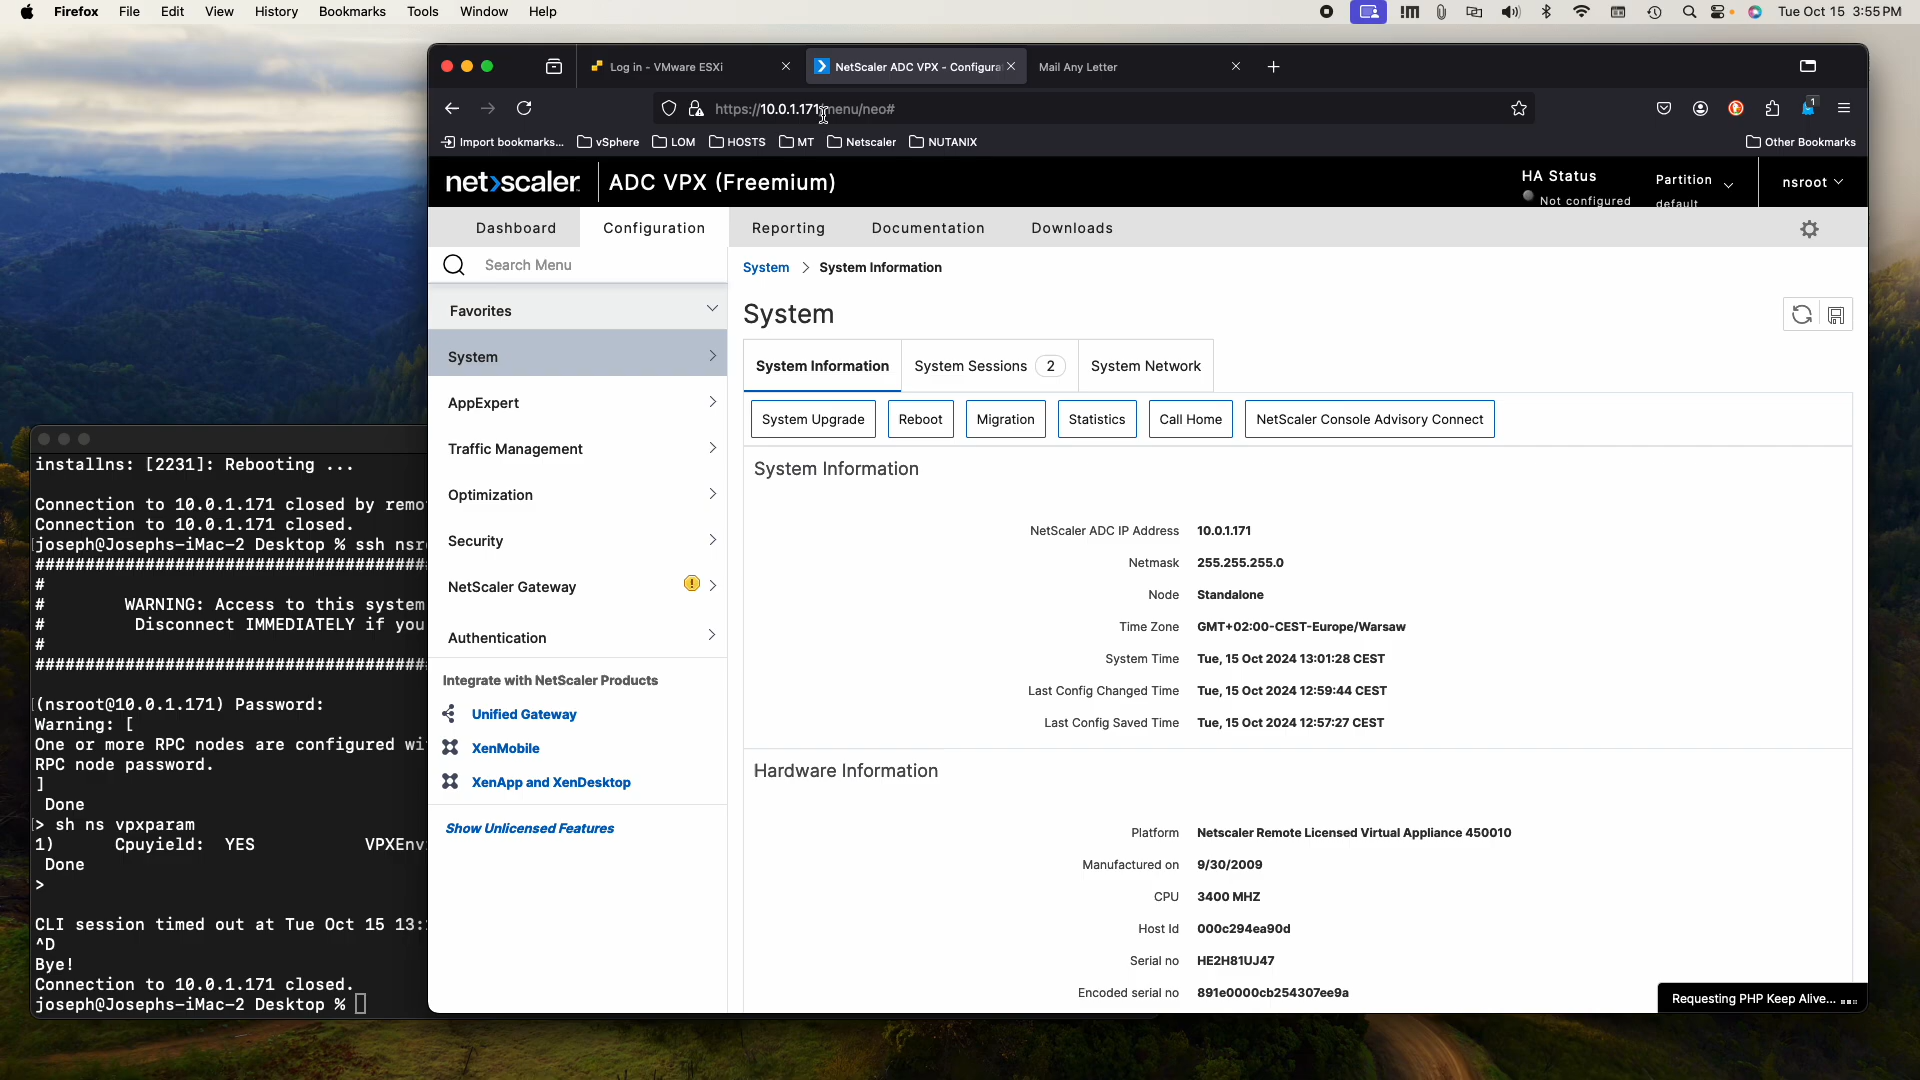 Firefox File Edit View History Bookmarks Tools Window Help Tue Oct 15 3:55 PM
Log in - VMware ESXi
NetScaler ADC VPX - Configura
Mail Any Letter
https://10.0.1.171/menu/neo#
1
Import bookmarks... vSphere LOM HOSTS MT Netscaler NUTANIX Other Bookmarks
netscaler ADC VPX (Freemium)
HA Status
Not configured
Partition
default
nsroot
Dashboard Configuration Reporting Documentation Downloads
Search Menu
Favorites
System
AppExpert
Traffic Management
Optimization
Security
NetScaler Gateway
Authentication
Integrate with NetScaler Products
Unified Gateway
XenMobile
XenApp and XenDesktop
Show Unlicensed Features
System > System Information
System
System Information System Sessions 2 System Network
System Upgrade Reboot Migration Statistics Call Home NetScaler Console Advisory Connect
System Information
NetScaler ADC IP Address 10.0.1.171
Netmask 255.255.255.0
Node Standalone
Time Zone GMT+02:00-CEST-Europe/Warsaw
System Time Tue, 15 Oct 2024 13:01:28 CEST
Last Config Changed Time Tue, 15 Oct 2024 12:59:44 CEST
Last Config Saved Time Tue, 15 Oct 2024 12:57:27 CEST
Hardware Information
Platform Netscaler Remote Licensed Virtual Appliance 450010
Manufactured on 9/30/2009
CPU 3400 MHZ
Host Id 000c294ea90d
Serial no HE2H81UJ47
Encoded serial no 891e0000cb254307ee9a
Requesting PHP Keep Alive...
installns: [2231]: Rebooting ...
Connection to 10.0.1.171 closed by remo
Connection to 10.0.1.171 closed.
[joseph@Josephs-iMac-2 Desktop % ssh nsr
#######################################
#
# WARNING: Access to this system
# Disconnect IMMEDIATELY if you
#
#######################################
[(nsroot@10.0.1.171) Password:
Warning: [
One or more RPC nodes are configured wi
RPC node password.
]
Done
[> sh ns vpxparam
1) Cpuyield: YES VPXEnv
Done
>
CLI session timed out at Tue Oct 15 13:
^D
Bye!
Connection to 10.0.1.171 closed.
joseph@Josephs-iMac-2 Desktop %